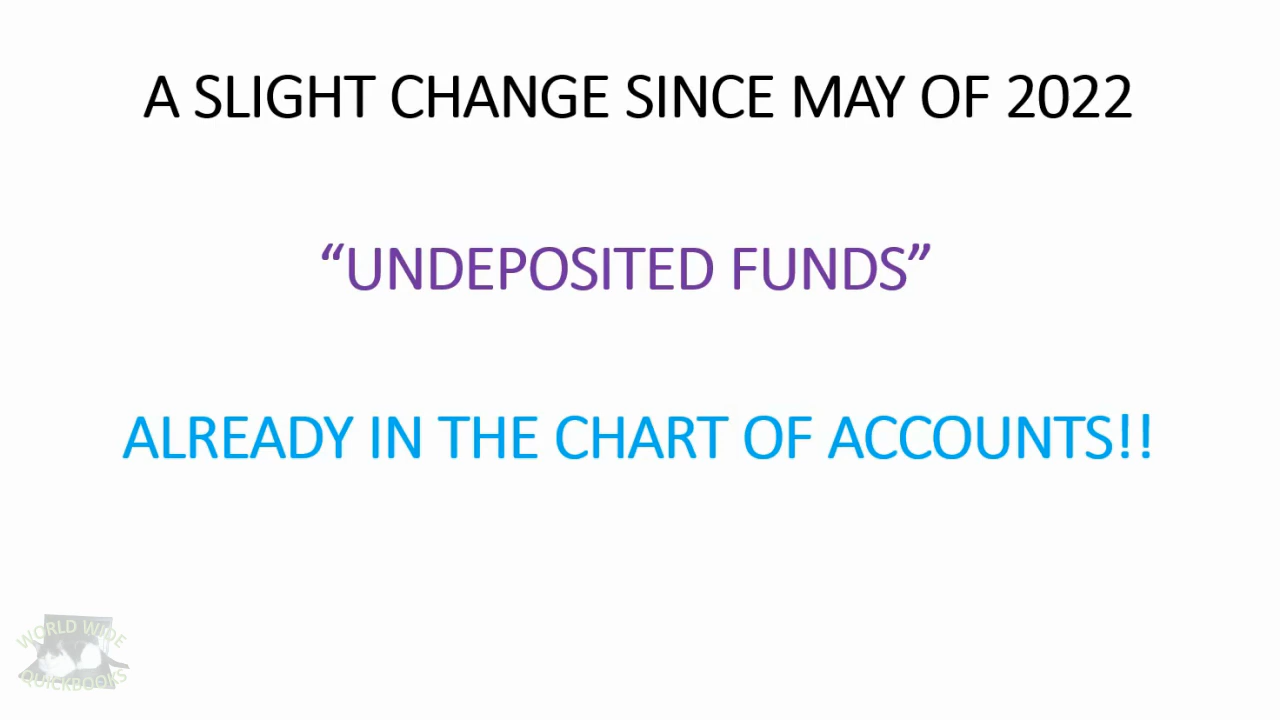 A SLIGHT CHANGE SINCE MAY OF 2022
“UNDEPOSITED FUNDS”
ALREADY IN THE CHART OF ACCOUNTS!!
WORLD WIDE
QUICKBOOKS